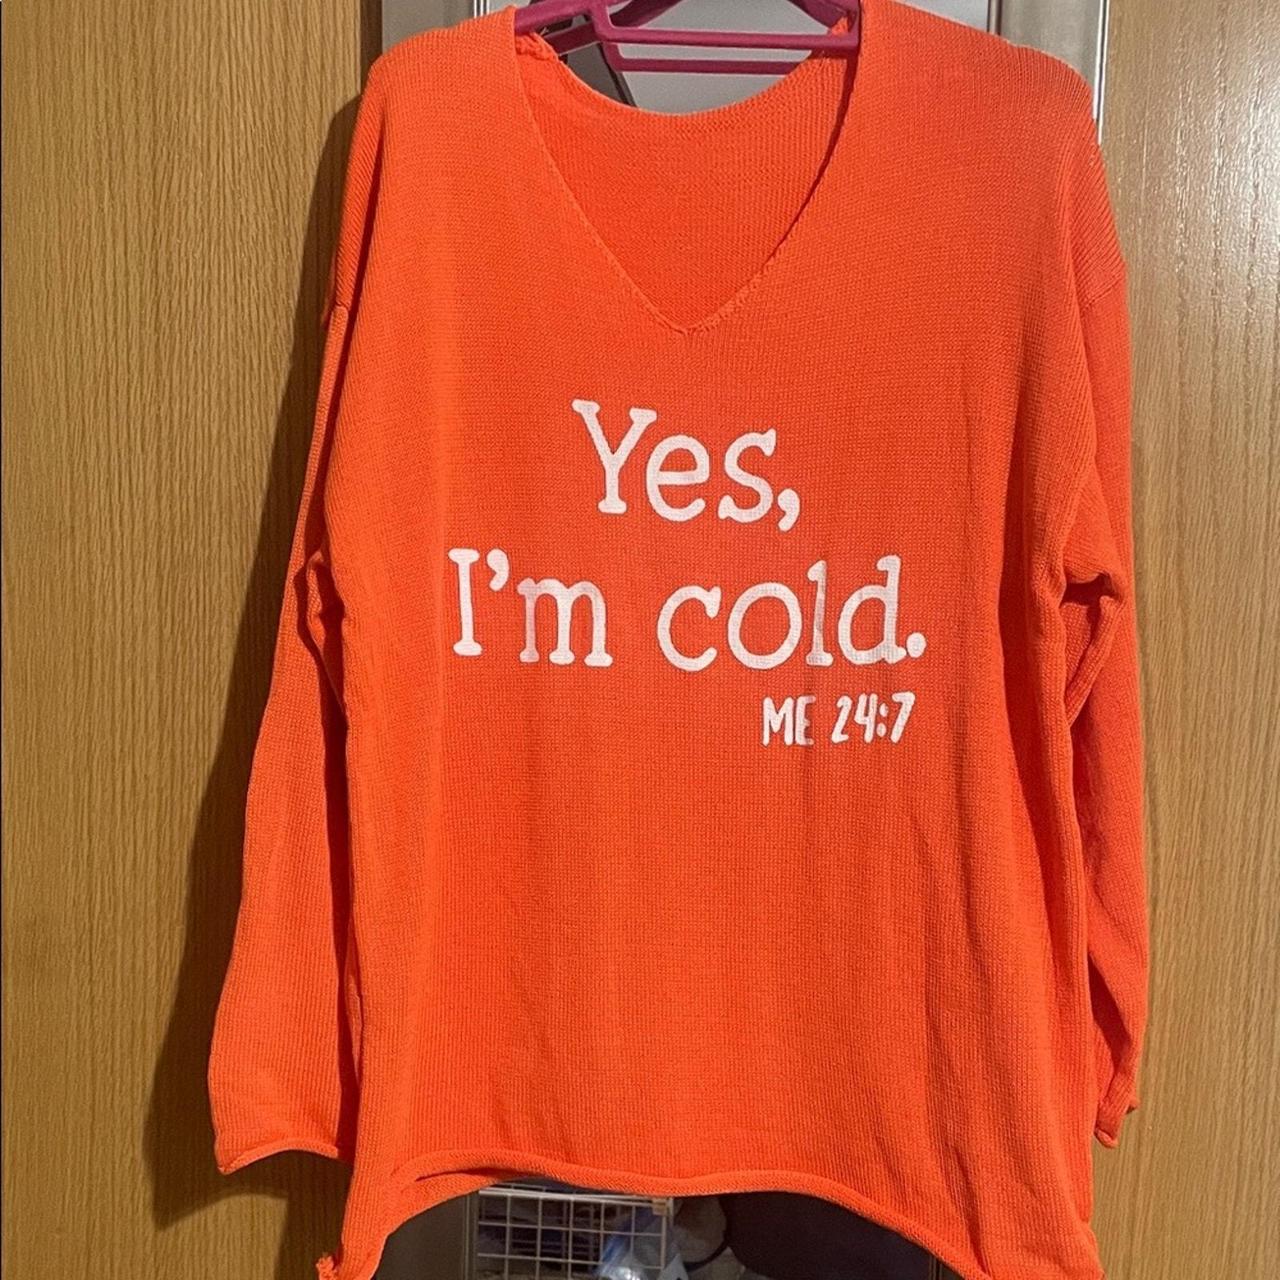 Yes,
I'm cold.
ME 24:7